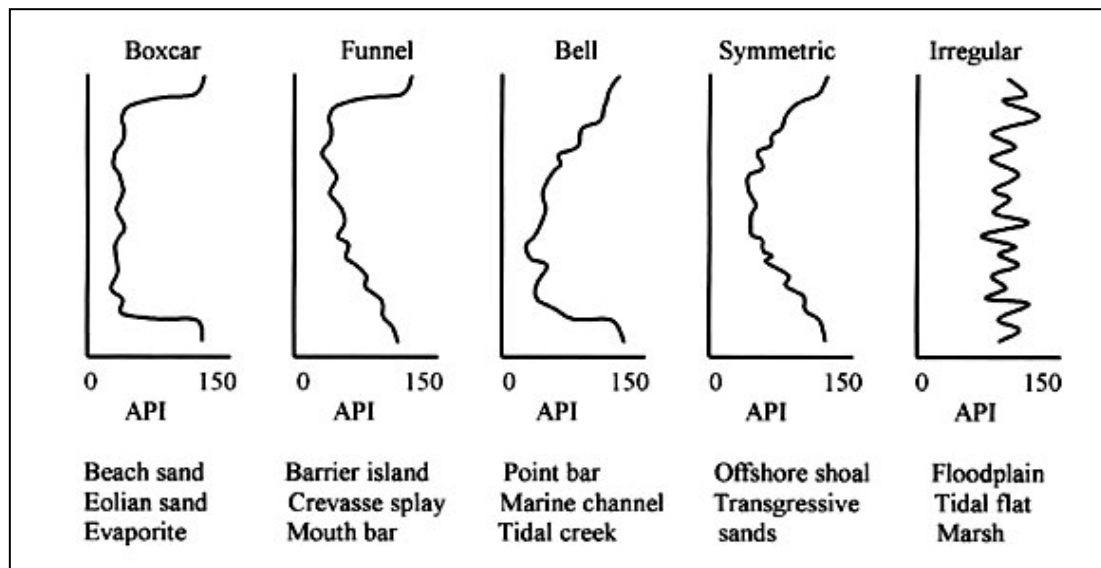 Boxcar
Funnel
Bell
Symmetric
Irregular
0 150
0 150
0 150
0 150
0 150
API
API
API
API
API
Beach sand
Eolian sand
Evaporite
Barrier island
Crevasse splay
Mouth bar
Point bar
Marine channel
Tidal creek
Offshore shoal
Transgressive
sands
Floodplain
Tidal flat
Marsh